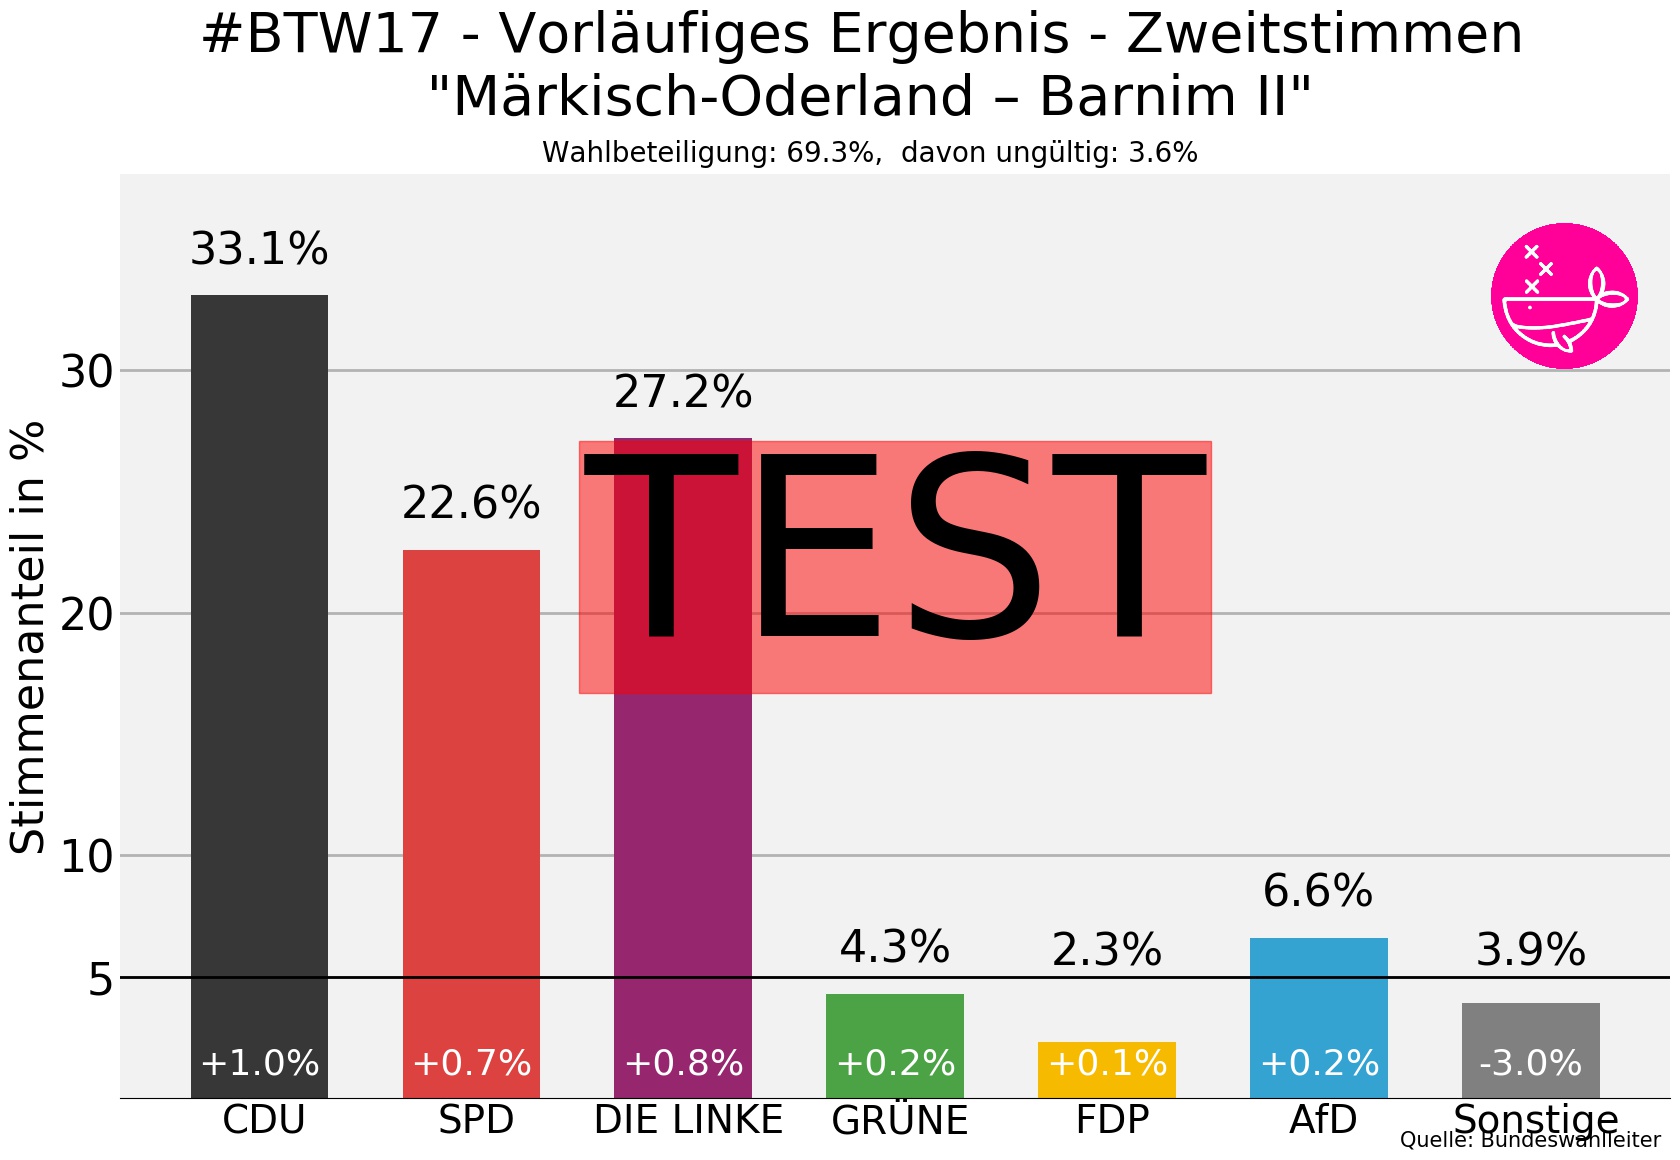 #BTW17 - Vorläufiges Ergebnis - Zweitstimmen
"Märkisch-Oderland – Barnim II"
Wahlbeteiligung: 69.3%, davon ungültig: 3.6%
Stimmenanteil in %
30
20
10
5
33.1%
22.6%
27.2%
4.3%
2.3%
6.6%
3.9%
TEST
+1.0%
+0.7%
+0.8%
+0.2%
+0.1%
+0.2%
-3.0%
CDU
SPD
DIE LINKE
GRÜNE
FDP
AfD
Sonstige
Quelle: Bundeswahlleiter